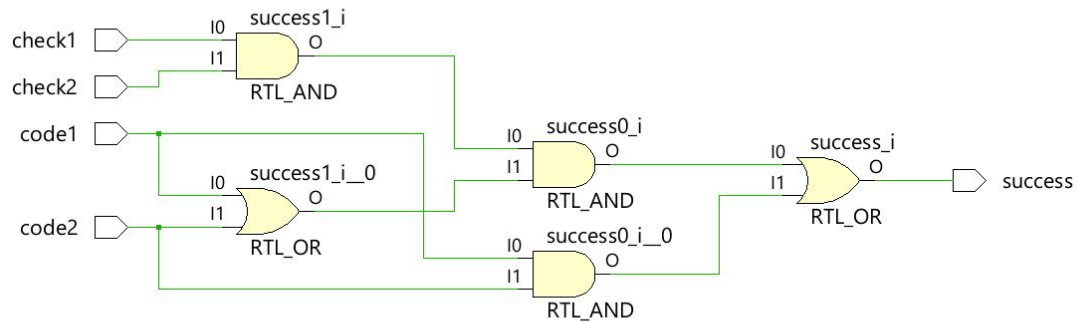 success1_i
check1
I0
O
I1
check2
RTL_AND
code1
success0_i
I0
O
success_i
I1
I0
O
success1_i__0
I1
success
I0
O
RTL_AND
I1
RTL_OR
code2
success0_i__0
RTL_OR
I0
O
I1
RTL_AND